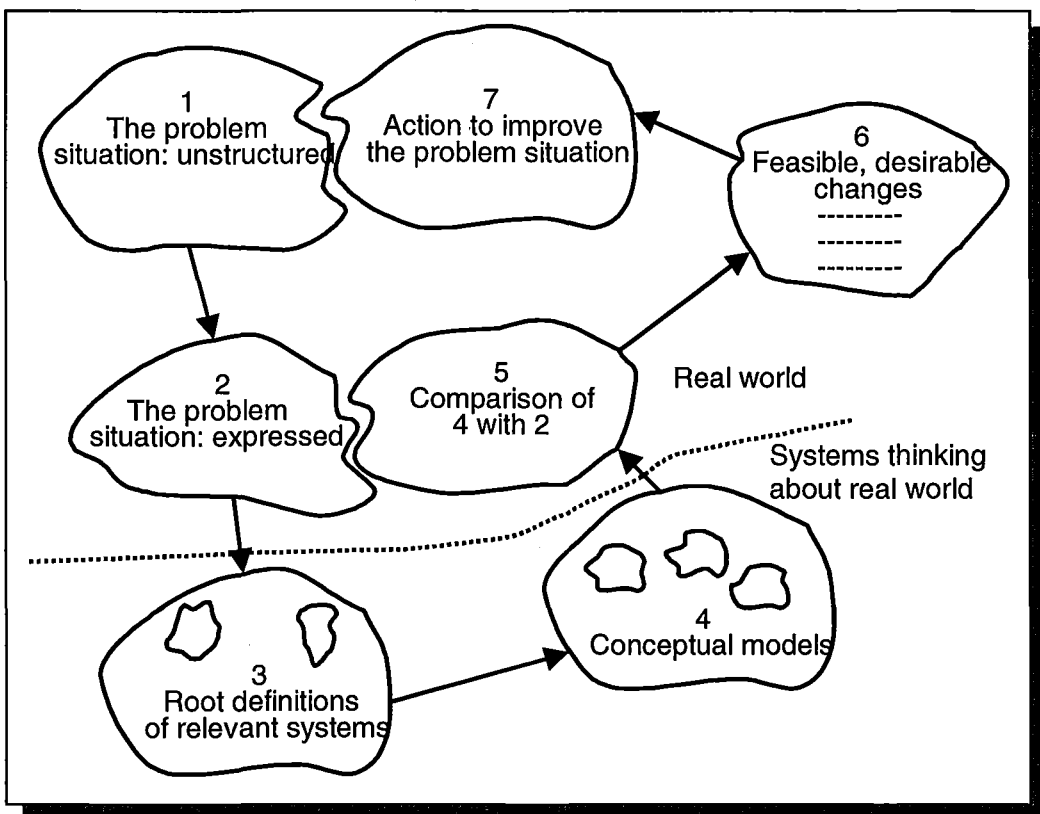 1
The problem
situation: unstructured
7
Action to improve
the problem situation
6
Feasible, desirable
changes
2
The problem
situation: expressed
5
Comparison of
4 with 2
Real world
Systems thinking
about real world
3
Root definitions
of relevant systems
4
Conceptual models